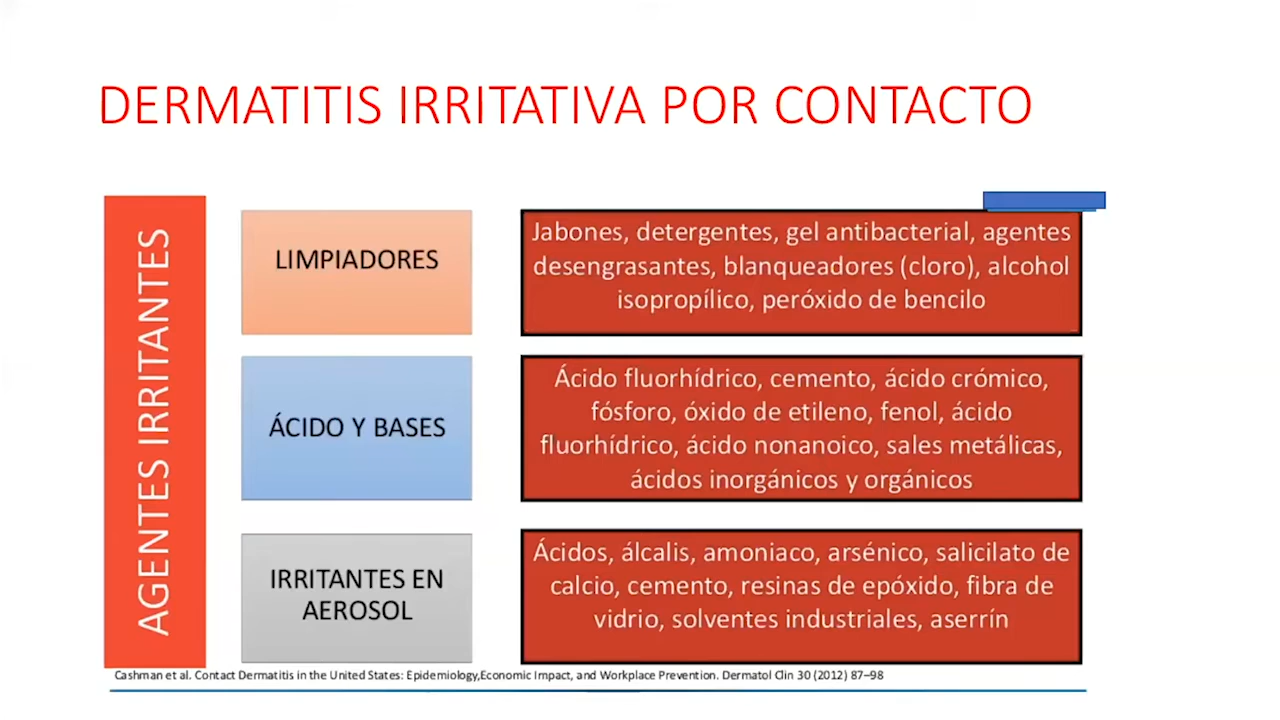 DERMATITIS IRRITATIVA POR CONTACTO
AGENTES IRRITANTES
LIMPIADORES
Jabones, detergentes, gel antibacterial, agentes
desengrasantes, blanqueadores (cloro), alcohol
isopropílico, peróxido de bencilo
ÁCIDO Y BASES
Ácido fluorhídrico, cemento, ácido crómico,
fósforo, óxido de etileno, fenol, ácido
fluorhídrico, ácido nonanoico, sales metálicas,
ácidos inorgánicos y orgánicos
IRRITANTES EN
AEROSOL
Ácidos, álcalis, amoniaco, arsénico, salicilato de
calcio, cemento, resinas de epóxido, fibra de
vidrio, solventes industriales, aserrín
Cashman et al. Contact Dermatitis in the United States: Epidemiology,Economic Impact, and Workplace Prevention. Dermatol Clin 30 (2012) 87–98